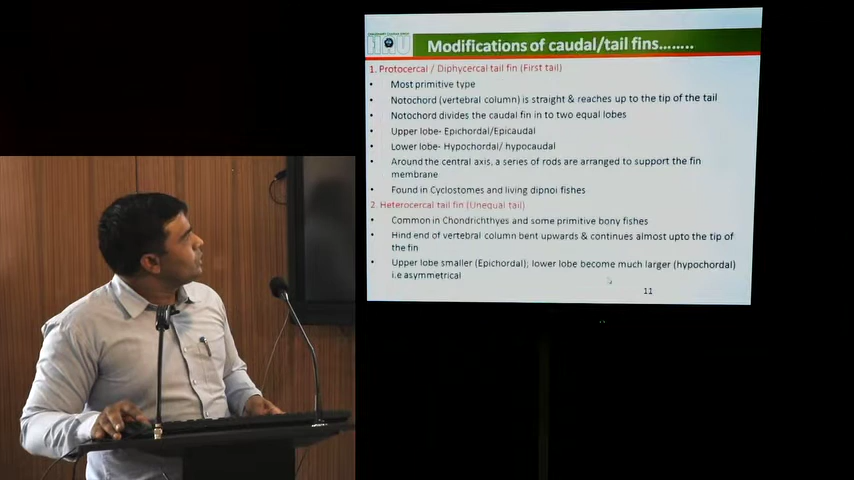 HAU
Modifications of caudal/tail fins........
1. Protocercal / Diphycercal tail fin (First tail)
• Most primitive type
• Notochord (vertebral column) is straight & reaches up to the tip of the tail
• Notochord divides the caudal fin in to two equal lobes
• Upper lobe- Epichordal/Epicaudal
• Lower lobe- Hypochordal/ hypocaudal
• Around the central axis, a series of rods are arranged to support the fin
membrane
• Found in Cyclostomes and living dipnoi fishes
2 Heterocercal tail fin (Unequal tail)
• Common in Chondrichthyes and some primitive bony fishes
• Hind end of vertebral column bent upwards & continues almost upto the tip of
the fin
• Upper lobe smaller (Epichordal); lower lobe become much larger (hypochordal)
i.e asymmetrical
11